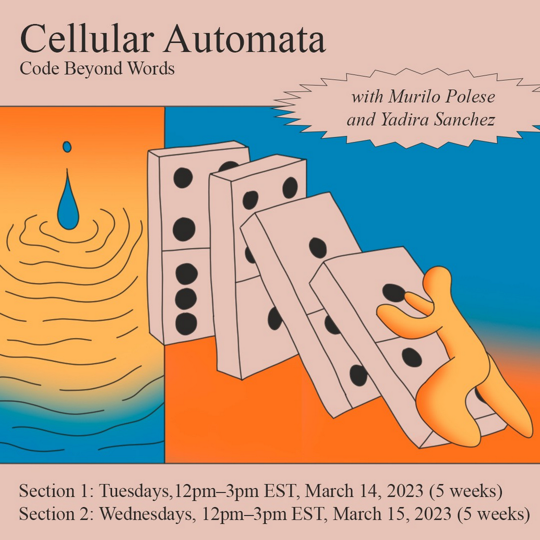 Cellular Automata
Code Beyond Words
with Murilo Polese
and Yadira Sanchez
Section 1: Tuesdays,12pm–3pm EST, March 14, 2023 (5 weeks)
Section 2: Wednesdays, 12pm–3pm EST, March 15, 2023 (5 weeks)